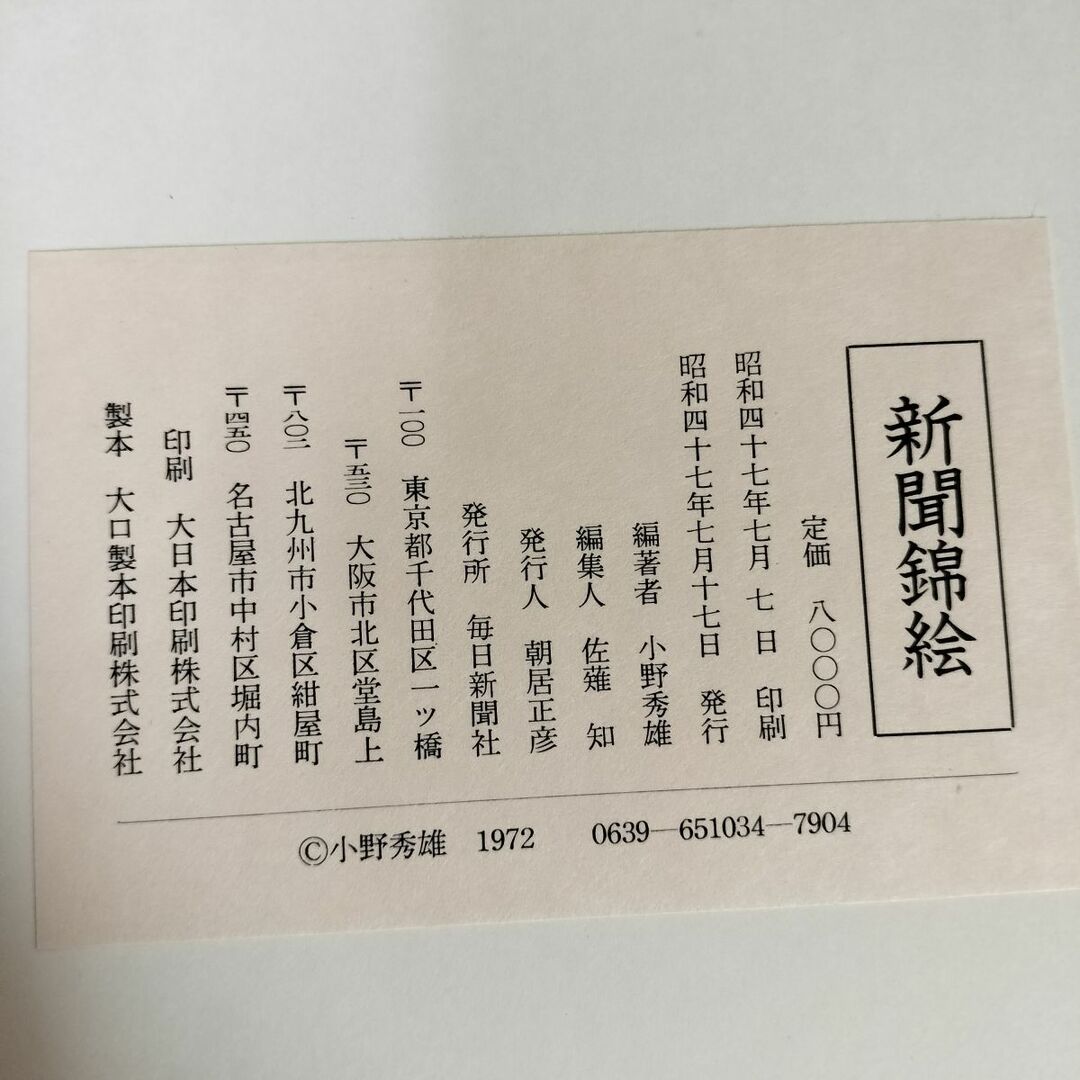 新聞錦絵
定価 八〇〇〇円
昭和四十七年七月 七 日 印刷
昭和四十七年七月十七日 発行
編著者 小野秀雄
編集人 佐薙 知
発行人 朝居正彦
発行所 毎日新聞社
〒一〇〇 東京都千代田区一ツ橋
〒五三〇 大阪市北区堂島上
〒八〇二 北九州市小倉区紺屋町
〒四五〇 名古屋市中村区堀内町
印刷 大日本印刷株式会社
製本 大口製本印刷株式会社
©小野秀雄 1972 0639—651034—7904